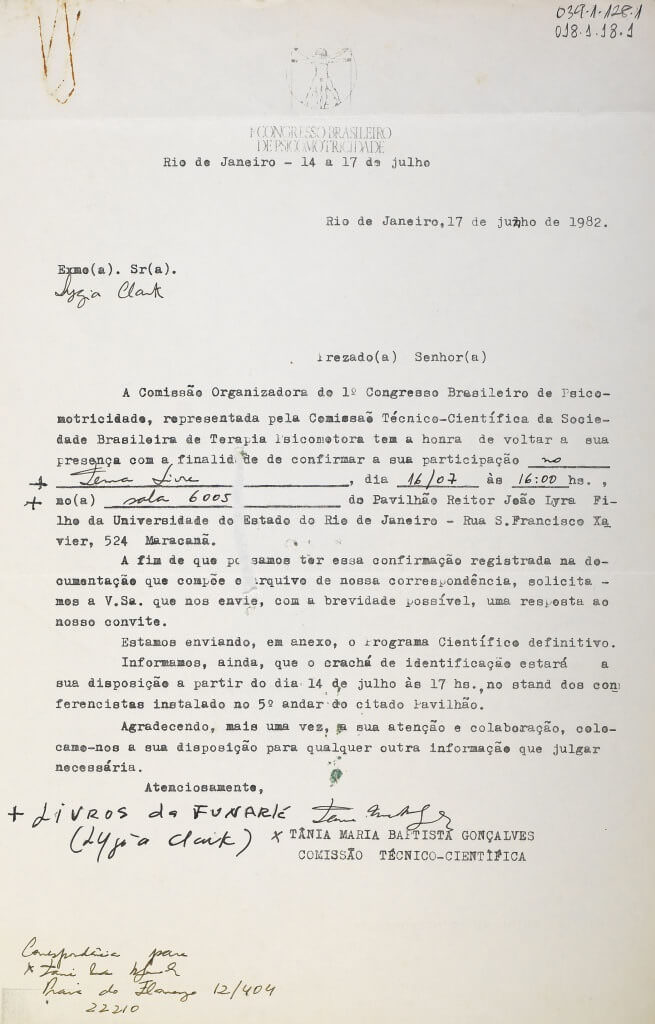 039.1.128.1
018.1.18.1
1º CONGRESSO BRASILEIRO
DE PSICOMOTRICIDADE
Rio de Janeiro - 14 a 17 de julho
Rio de Janeiro, 17 de junho de 1982.
Exmo(a). Sr(a).
Lygia Clark
Prezado(a) Senhor(a)
A Comissão Organizadora do 1º Congresso Brasileiro de Psico-
motricidade, representada pela Comissaõ Técnico-Científica da Socie-
dade Brasileira de Terapia Psicomotora tem a honra de voltar a sua
presença com a finalidade de confirmar a sua participação no
+ Tema Livre, dia 16/07 às 16:00 hs.,
+ no(a) sala 6005 do Pavilhão Reitor João Lyra Fi-
lho da Universidade do Estado do Rio de Janeiro - Rua S.Francisco Xa
vier, 524 Maracanã.
A fim de que possamos ter essa confirmação registrada na do-
cumentação que compõe o arquivo de nossa correspondência, solicita -
mos a V.Sa. que nos envie, com a brevidade possível, uma resposta ao
nosso convite.
Estamos enviando, em anexo, o Programa Científico definitivo.
Informamos, ainda, que o crachá de identificação estará a
sua disposição a partir do dia 14 de julho às 17 hs., no stand dos con
ferencistas instalado no 5º andar do citado Pavilhão.
Agradecendo, mais uma vez, a sua atenção e colaboração, colo-
camo-nos a sua disposição para qualquer outra informação que julgar
necessária.
Atenciosamente,
+ LIVROS da FUNARTE
(Lygia Clark) x TÂNIA MARIA BAPTISTA GONÇALVES
COMISSÃO TÉCNICO-CIENTÍFICA
Correspondência para
x
Praia do Flamengo 12/404
22210